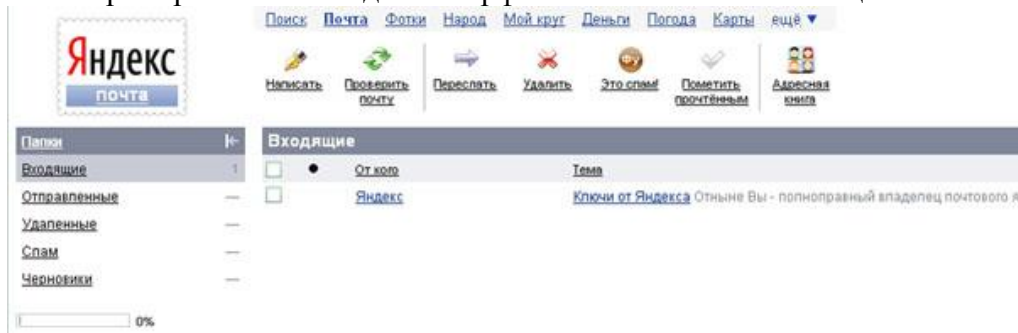 Поиск Почта Фотки Народ Мой круг Деньги Погода Карты ещё ▼
Яндекс
почта
Написать Проверить почту Переслать Удалить Это спам! Пометить прочтённым Адресная книга
Папки
Входящие 1
Отправленные —
Удаленные —
Спам —
Черновики —
0%
Входящие
От кого Тема
Яндекс Ключи от Яндекса Отныне Вы - полноправный владелец почтового я